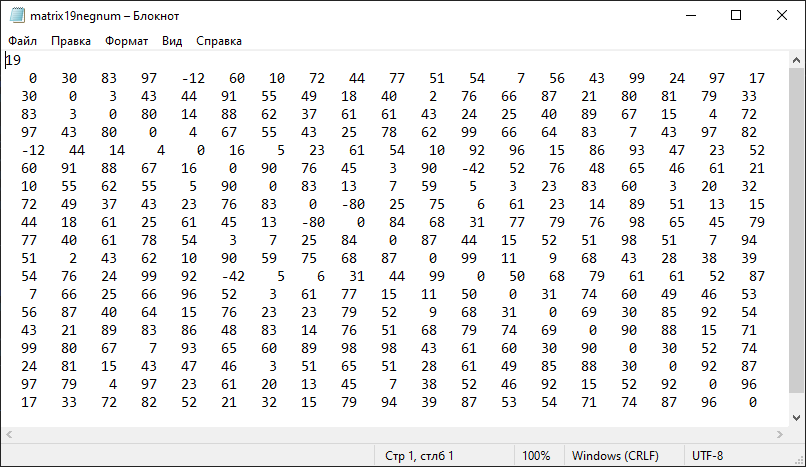 matrix19negnum – Блокнот
Файл Правка Формат Вид Справка
19
0 30 83 97 -12 60 10 72 44 77 51 54 7 56 43 99 24 97 17
30 0 3 43 44 91 55 49 18 40 2 76 66 87 21 80 81 79 33
83 3 0 80 14 88 62 37 61 61 43 24 25 40 89 67 15 4 72
97 43 80 0 4 67 55 43 25 78 62 99 66 64 83 7 43 97 82
-12 44 14 4 0 16 5 23 61 54 10 92 96 15 86 93 47 23 52
60 91 88 67 16 0 90 76 45 3 90 -42 52 76 48 65 46 61 21
10 55 62 55 5 90 0 83 13 7 59 5 3 23 83 60 3 20 32
72 49 37 43 23 76 83 0 -80 25 75 6 61 23 14 89 51 13 15
44 18 61 25 61 45 13 -80 0 84 68 31 77 79 76 98 65 45 79
77 40 61 78 54 3 7 25 84 0 87 44 15 52 51 98 51 7 94
51 2 43 62 10 90 59 75 68 87 0 99 11 9 68 43 28 38 39
54 76 24 99 92 -42 5 6 31 44 99 0 50 68 79 61 61 52 87
7 66 25 66 96 52 3 61 77 15 11 50 0 31 74 60 49 46 53
56 87 40 64 15 76 23 23 79 52 9 68 31 0 69 30 85 92 54
43 21 89 83 86 48 83 14 76 51 68 79 74 69 0 90 88 15 71
99 80 67 7 93 65 60 89 98 98 43 61 60 30 90 0 30 52 74
24 81 15 43 47 46 3 51 65 51 28 61 49 85 88 30 0 92 87
97 79 4 97 23 61 20 13 45 7 38 52 46 92 15 52 92 0 96
17 33 72 82 52 21 32 15 79 94 39 87 53 54 71 74 87 96 0
Стр 1, стлб 1 100% Windows (CRLF) UTF-8